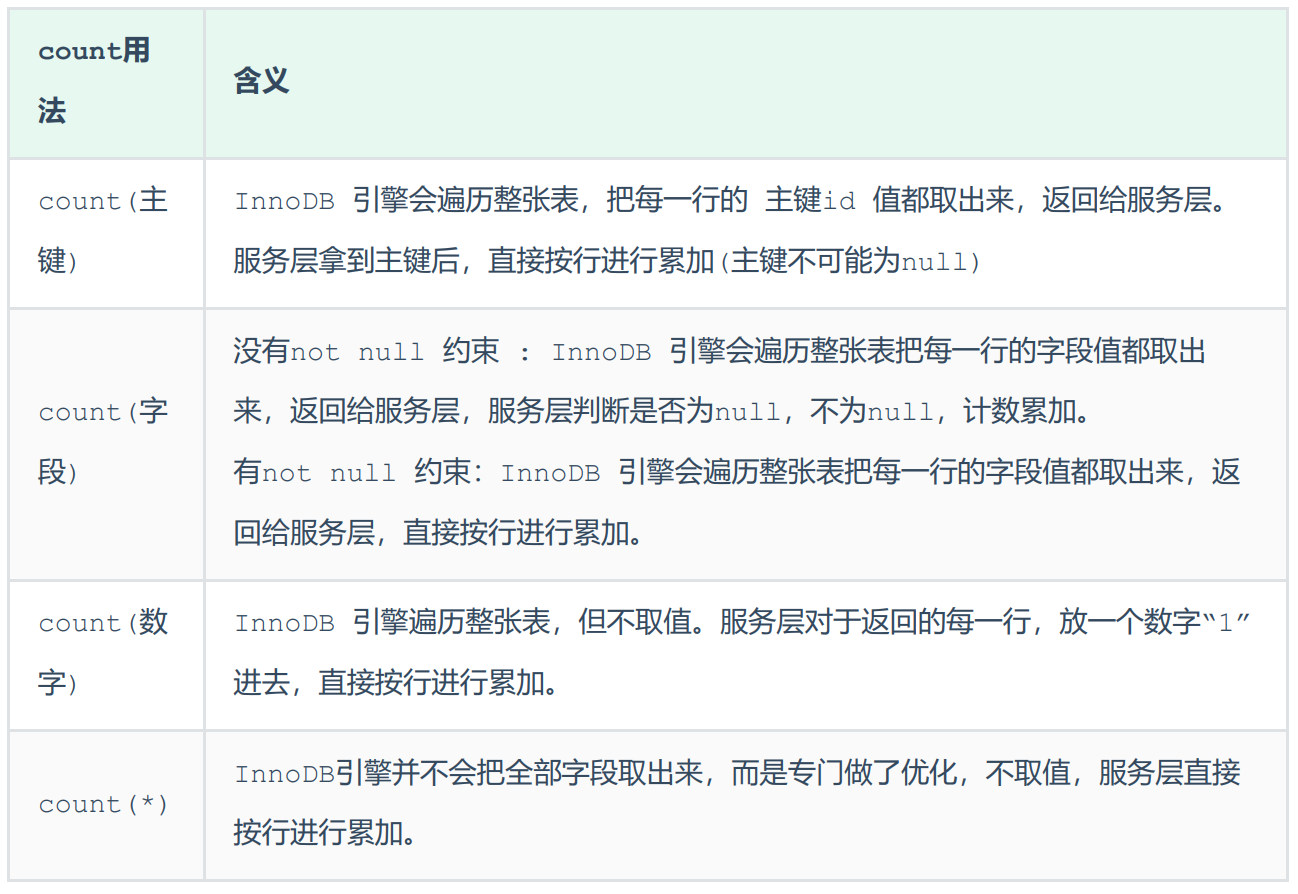 count用
法
含义
count(主
键)
InnoDB 引擎会遍历整张表，把每一行的 主键id 值都取出来，返回给服务层。
服务层拿到主键后，直接按行进行累加(主键不可能为null)
count(字
段)
没有not null 约束 : InnoDB 引擎会遍历整张表把每一行的字段值都取出
来，返回给服务层，服务层判断是否为null，不为null，计数累加。
有not null 约束：InnoDB 引擎会遍历整张表把每一行的字段值都取出来，返
回给服务层，直接按行进行累加。
count(数
字)
InnoDB 引擎遍历整张表，但不取值。服务层对于返回的每一行，放一个数字“1”
进去，直接按行进行累加。
count(*)
InnoDB引擎并不会把全部字段取出来，而是专门做了优化，不取值，服务层直接
按行进行累加。